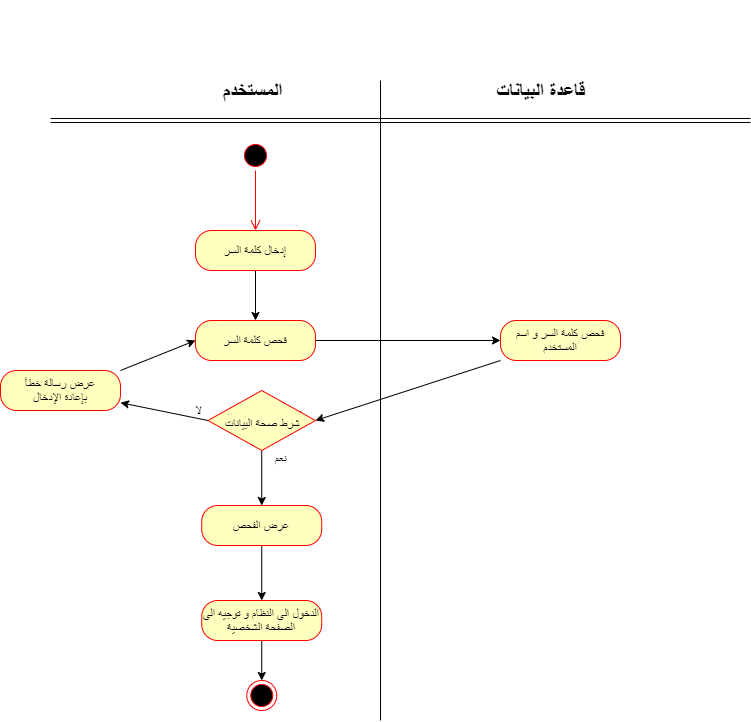 المستخدم
قاعدة البيانات
إدخال كلمة السر
فحص كلمة السر
فحص كلمة السر و اسم
المستخدم
عرض رسالة خطأ
بإعادة الإدخال
لا
شرط صحة البيانات
نعم
عرض الفحص
الدخول الى النظام و توجيه الى
الصفحة الشخصية